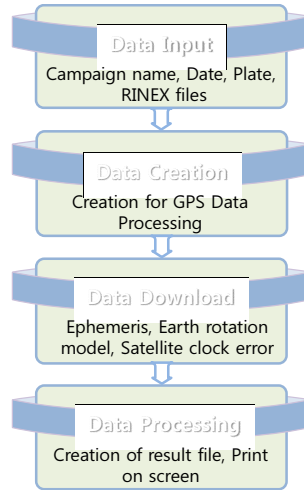 Data Input
Campaign name, Date, Plate,
RINEX files
Data Creation
Creation for GPS Data
Processing
Data Download
Ephemeris, Earth rotation
model, Satellite clock error
Data Processing
Creation of result file, Print
on screen